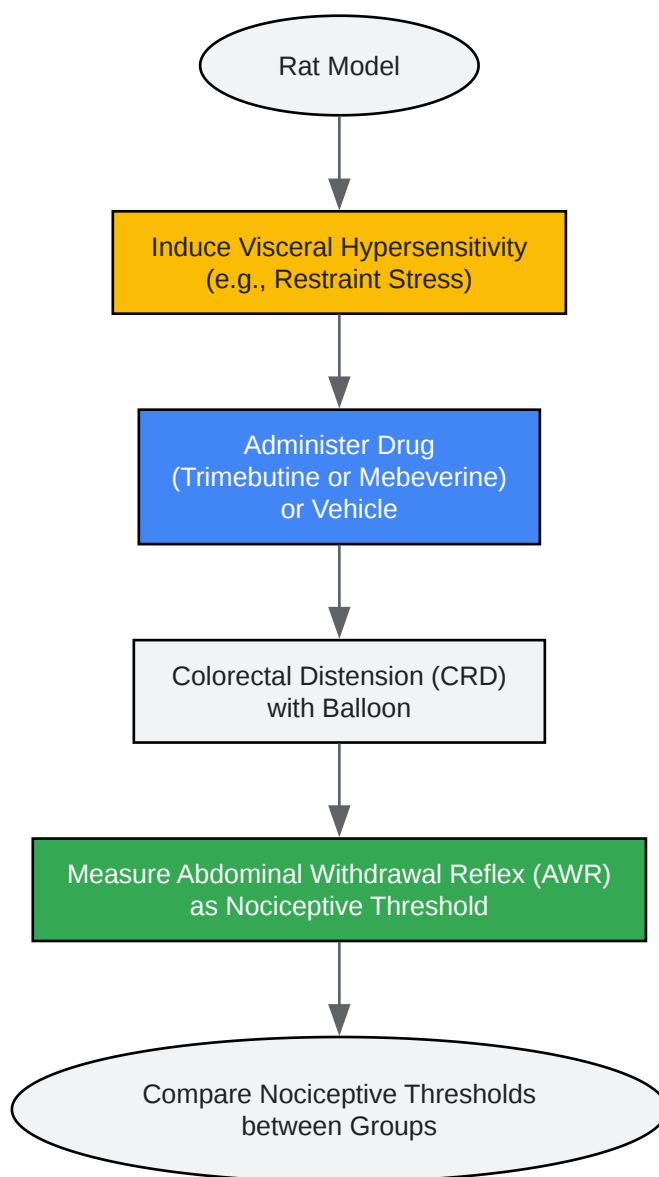 Rat Model
Induce Visceral Hypersensitivity
(e.g., Restraint Stress)
Administer Drug
(Trimebutine or Mebeverine)
or Vehicle
Colorectal Distension (CRD)
with Balloon
Measure Abdominal Withdrawal Reflex (AWR)
as Nociceptive Threshold
Compare Nociceptive Thresholds
between Groups